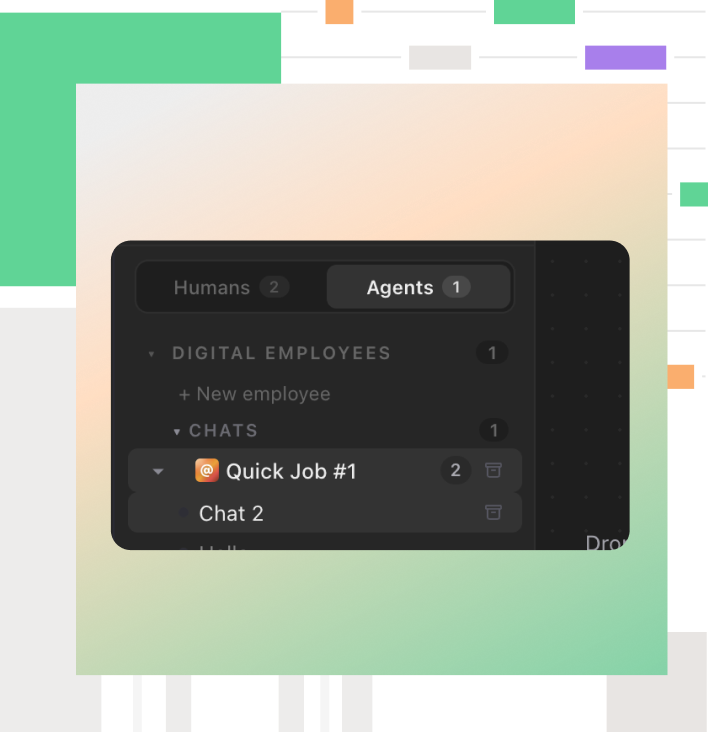 Humans 2 Agents 1
DIGITAL EMPLOYEES 1
+ New employee
CHATS 1
@ Quick Job #1 2
Chat 2